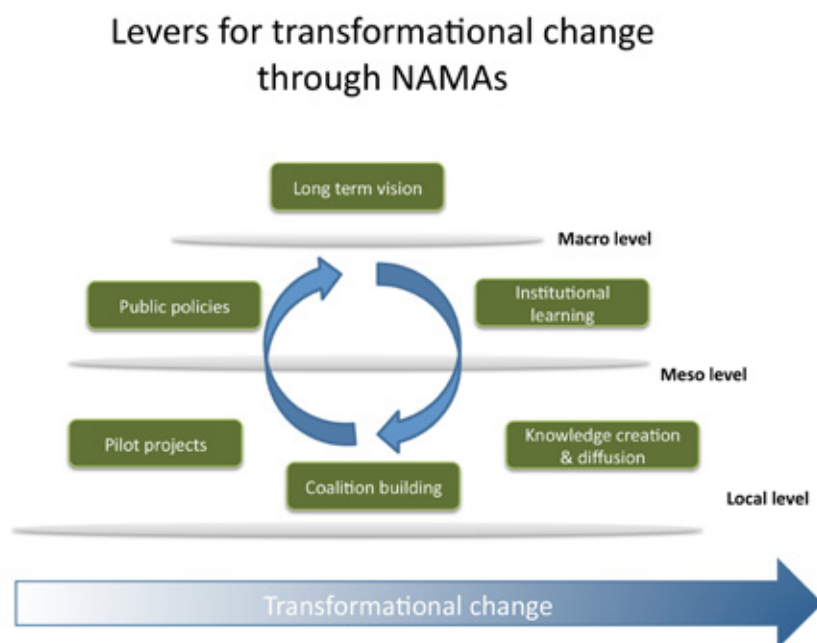 Levers for transformational change
through NAMAs
Long term vision
Macro level
Public policies
Institutional
learning
Meso level
Pilot projects
Knowledge creation
& diffusion
Coalition building
Local level
Transformational change